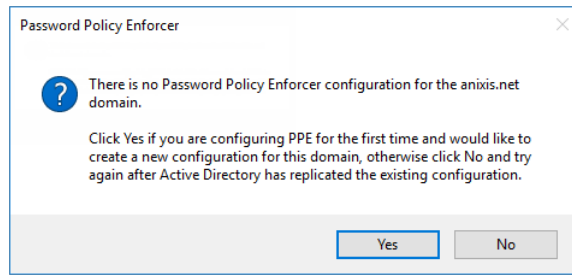 Password Policy Enforcer
There is no Password Policy Enforcer configuration for the anixis.net
domain.
Click Yes if you are configuring PPE for the first time and would like to
create a new configuration for this domain, otherwise click No and try
again after Active Directory has replicated the existing configuration.
Yes
No